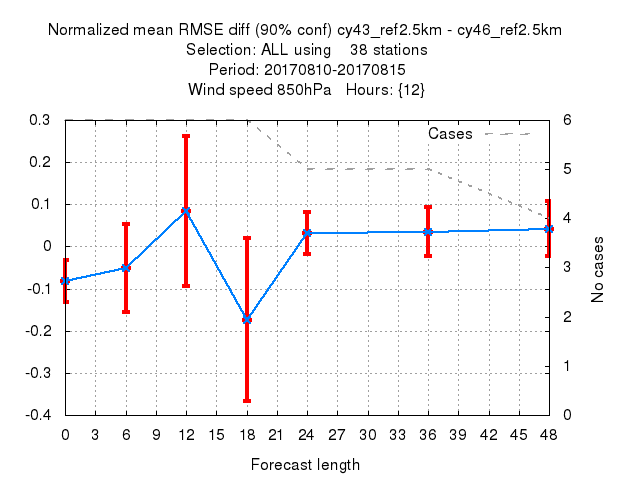 Normalized mean RMSE diff (90% conf) cy43_ref2.5km - cy46_ref2.5km
Selection: ALL using 38 stations
Period: 20170810-20170815
Wind speed 850hPa Hours: {12}
Cases
0.3
0.2
0.1
0
-0.1
-0.2
-0.3
-0.4
6
5
4
3
2
1
0
No cases
0 3 6 9 12 15 18 21 24 27 30 33 36 39 42 45 48
Forecast length